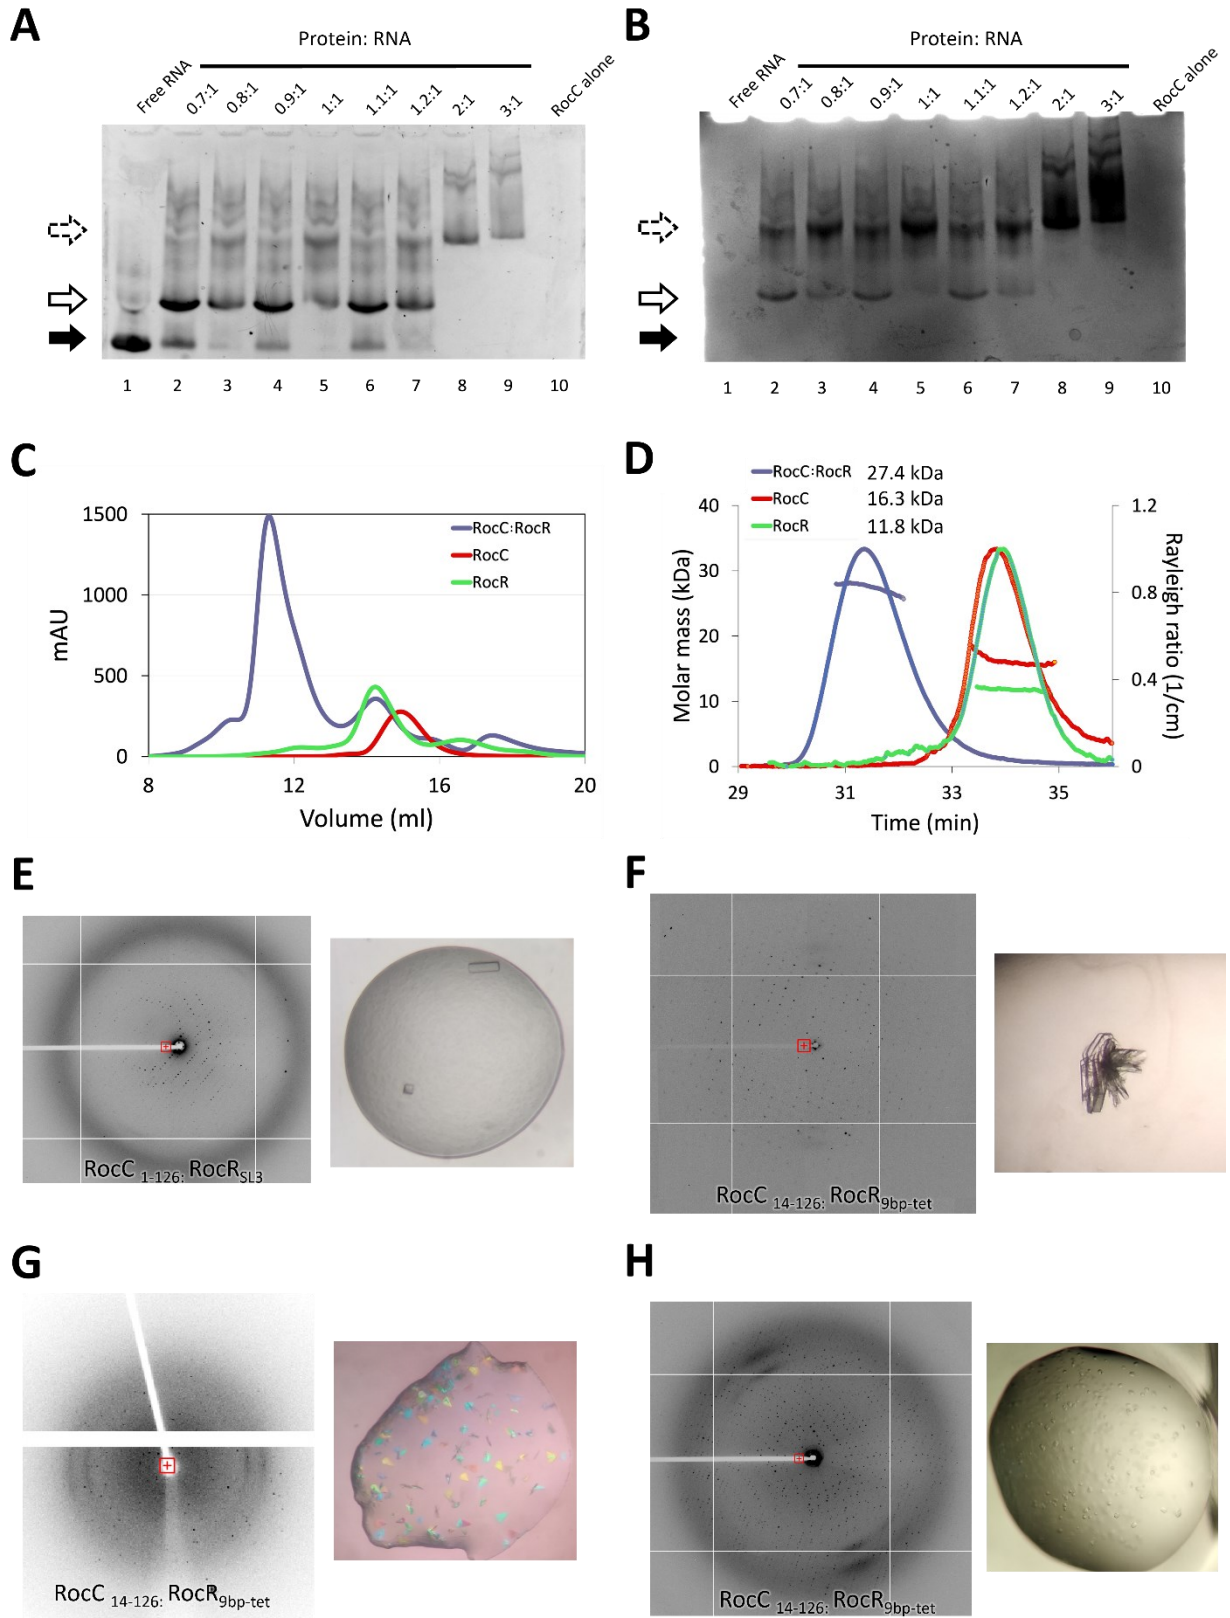 A
Protein: RNA
Free RNA
0.7:1
0.8:1
0.9:1
1:1
1.1:1
1.2:1
2:1
3:1
RocC alone
1 2 3 4 5 6 7 8 9 10
B
Protein: RNA
Free RNA
0.7:1
0.8:1
0.9:1
1:1
1.1:1
1.2:1
2:1
3:1
RocC alone
1 2 3 4 5 6 7 8 9 10
C
mAU
1500
1000
500
0
8 12 16 20
Volume (ml)
RocC:RocR
RocC
RocR
D
RocC:RocR 27.4 kDa
RocC 16.3 kDa
RocR 11.8 kDa
Molar mass (kDa)
40
30
20
10
0
1.2
0.8
0.4
0
Rayleigh ratio (1/cm)
29 31 33 35
Time (min)
E
RocC 1-126: RocRSL3
F
RocC 14-126: RocR9bp-tet
G
RocC 14-126: RocR9bp-tet
H
RocC 14-126: RocR9bp-tet